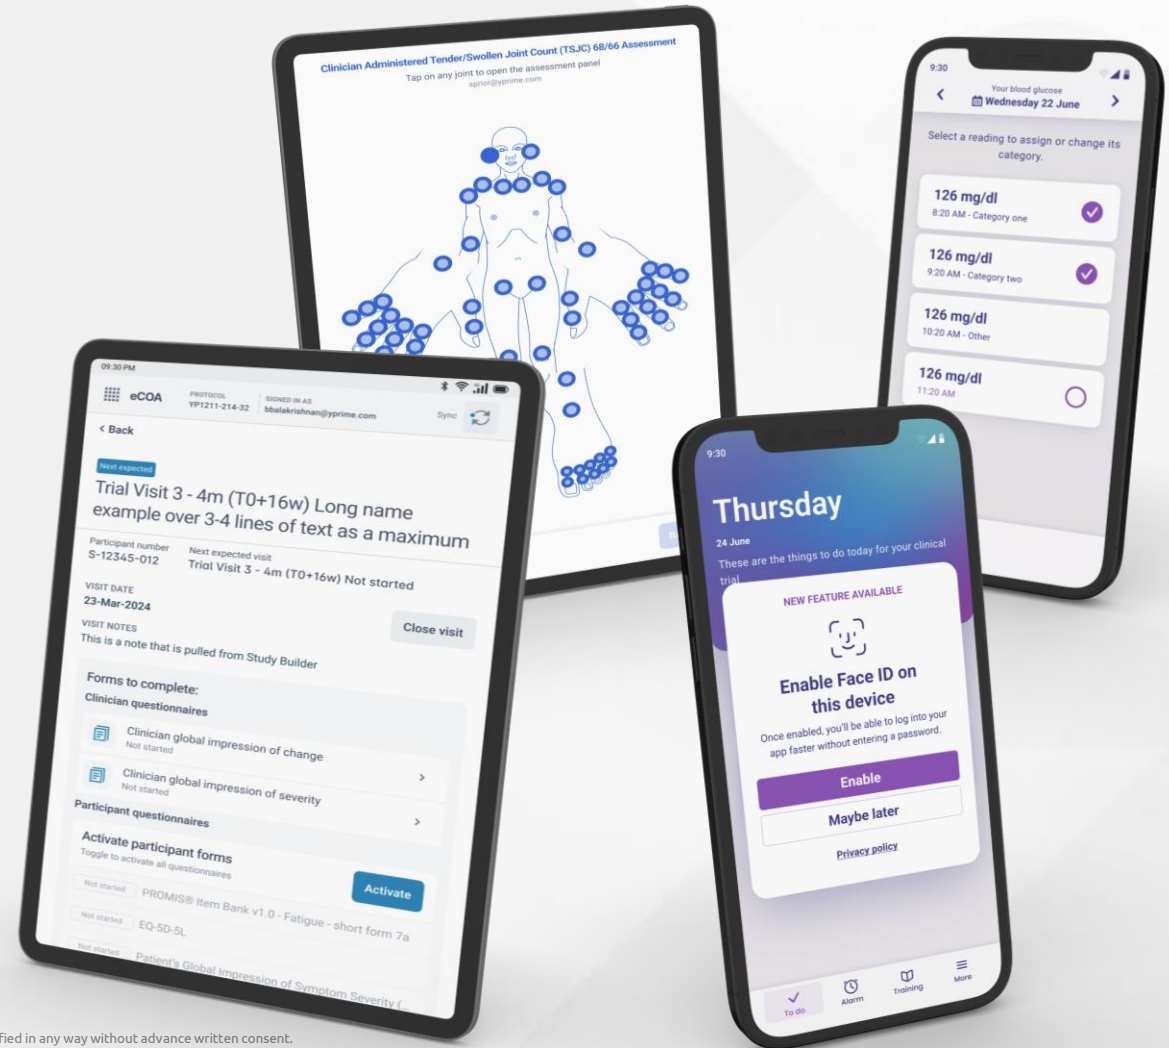 Clinician Administered Tender/Swollen Joint Count (TSJC) 68/66 Assessment
Tap on any joint to open the assessment panel
sprior@yprime.com
9:30
Your blood glucose
Wednesday 22 June
Select a reading to assign or change its
category.
126 mg/dl
8:20 AM - Category one
126 mg/dl
9:20 AM - Category two
126 mg/dl
10:20 AM - Other
126 mg/dl
11:20 AM
09:30 PM
eCOA
PROTOCOL
YP1211-214-32
SIGNED IN AS
bbalakrishnan@yprime.com
Sync
< Back
Next expected
Trial Visit 3 - 4m (T0+16w) Long name
example over 3-4 lines of text as a maximum
Participant number
S-12345-012
Next expected visit
Trial Visit 3 - 4m (T0+16w) Not started
VISIT DATE
23-Mar-2024
Close visit
VISIT NOTES
This is a note that is pulled from Study Builder
Forms to complete:
Clinician questionnaires
Clinician global impression of change
Not started
Clinician global impression of severity
Not started
Participant questionnaires
Activate participant forms
Toggle to activate all questionnaires
Activate
Not started PROMIS® Item Bank v1.0 - Fatigue - short form 7a
Not started EQ-5D-5L
Not started Patient's Global Impression of Symptom Severity (...
9:30
Thursday
24 June
These are the things to do today for your clinical
trial
NEW FEATURE AVAILABLE
Enable Face ID on
this device
Once enabled, you'll be able to log into your
app faster without entering a password.
Enable
Maybe later
Privacy policy
To do
Alarm
Training
More
in any way without advance written consent.